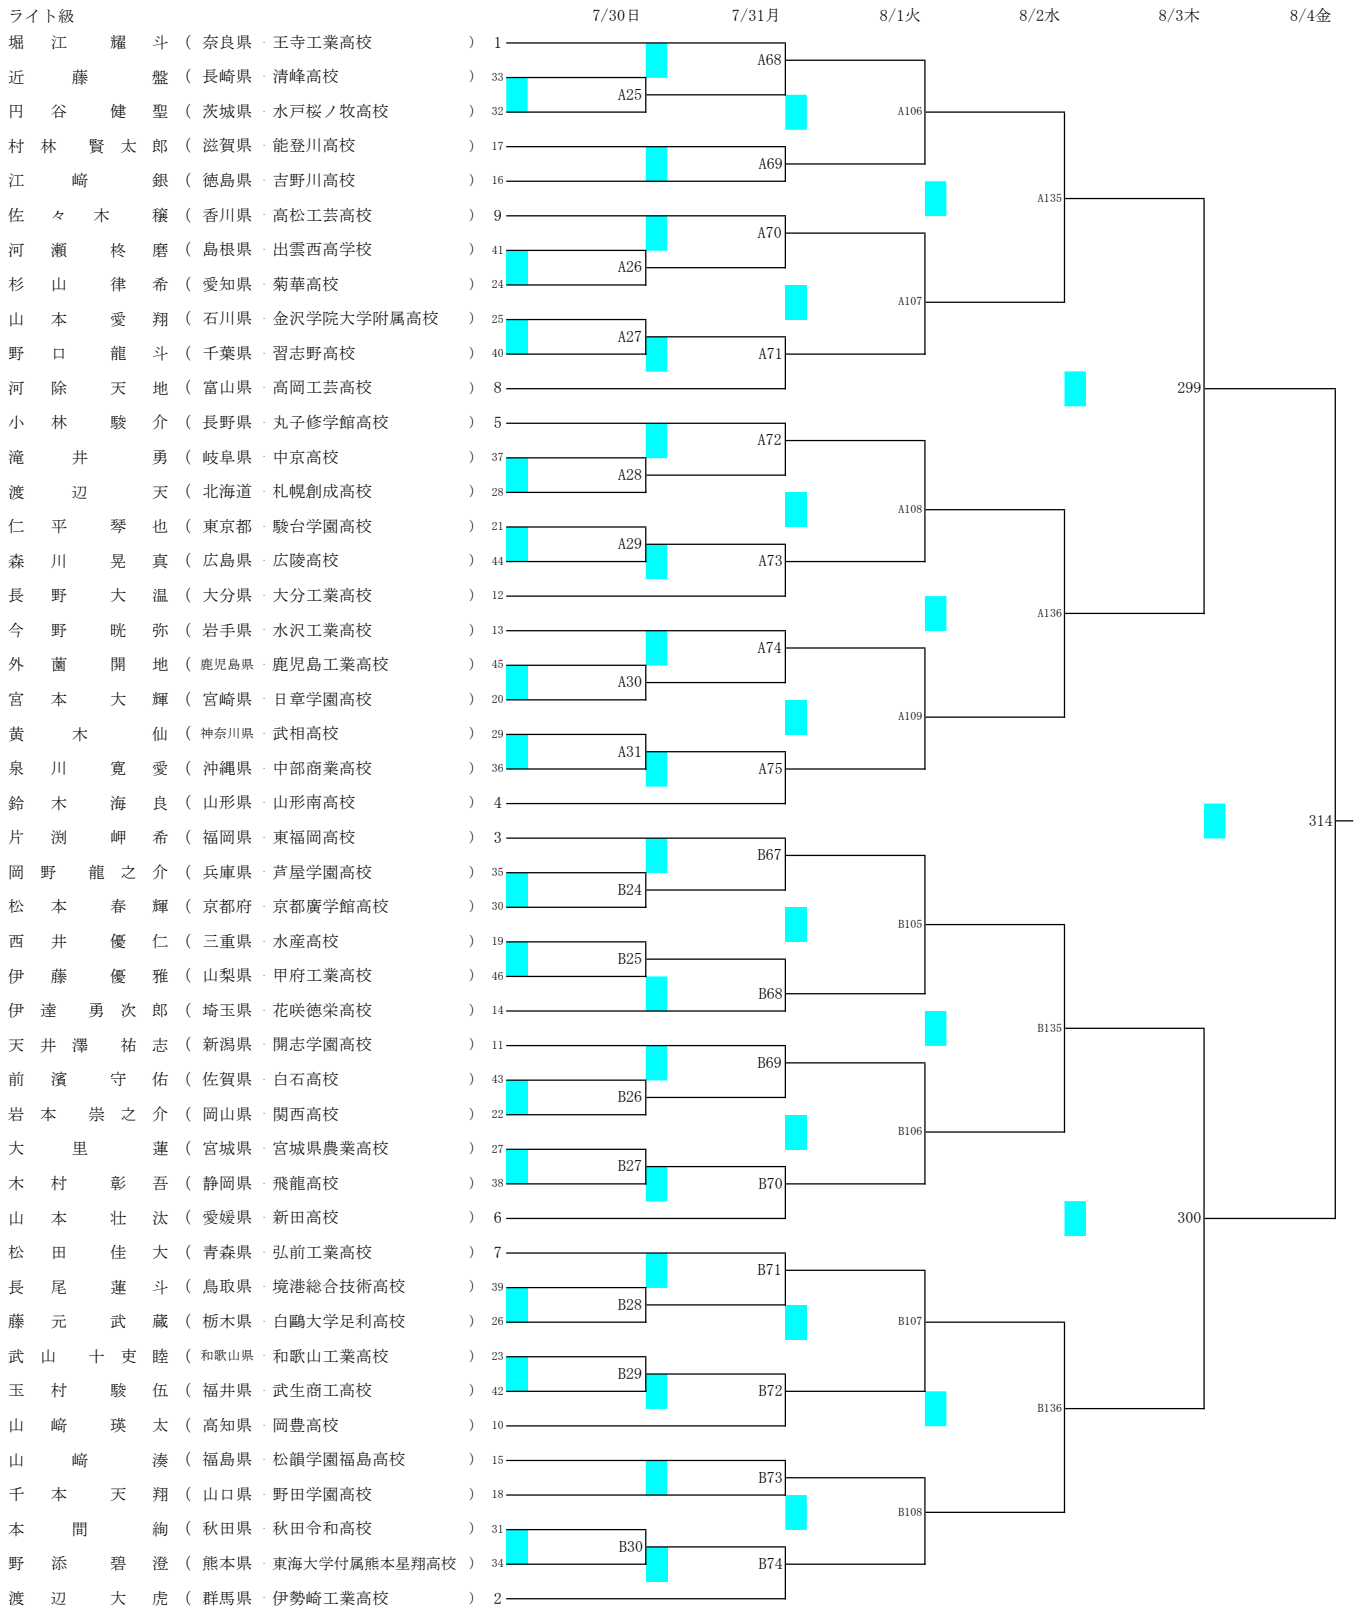 ライト級 7/30日 7/31月 8/1火 8/2水 8/3木 8/4金
堀江 耀斗 ( 奈良県 · 王寺工業高校 ) 1
A68
近藤 盤 ( 長崎県 · 清峰高校 ) 33
A25
円谷 健聖 ( 茨城県 · 水戸桜ノ牧高校 ) 32 A106
村林 賢太郎 ( 滋賀県 · 能登川高校 ) 17
A69
江﨑 銀 ( 徳島県 · 吉野川高校 ) 16
A135
佐々木 穣 ( 香川県 · 高松工芸高校 ) 9
A70
河瀬 柊磨 ( 島根県 · 出雲西高学校 ) 41
A26
杉山 律希 ( 愛知県 · 菊華高校 ) 24
A107
山本 愛翔 ( 石川県 · 金沢学院大学附属高校 ) 25
A27
野口 龍斗 ( 千葉県 · 習志野高校 ) 40 A71
河除 天地 ( 富山県 · 高岡工芸高校 ) 8 299
小林 駿介 ( 長野県 · 丸子修学館高校 ) 5
A72
滝井 勇 ( 岐阜県 · 中京高校 ) 37
A28
渡辺 天 ( 北海道 · 札幌創成高校 ) 28
A108
仁平 琴也 ( 東京都 · 駿台学園高校 ) 21
A29
森川 晃真 ( 広島県 · 広陵高校 ) 44 A73
長野 大温 ( 大分県 · 大分工業高校 ) 12
A136
今野 晄弥 ( 岩手県 · 水沢工業高校 ) 13
A74
外薗 開地 ( 鹿児島県 · 鹿児島工業高校 ) 45
A30
宮本 大輝 ( 宮崎県 · 日章学園高校 ) 20
A109
黄木 仙 ( 神奈川県 · 武相高校 ) 29
A31
泉川 寛愛 ( 沖縄県 · 中部商業高校 ) 36 A75
鈴木 海良 ( 山形県 · 山形南高校 ) 4
314
片渕 岬希 ( 福岡県 · 東福岡高校 ) 3
B67
岡野 龍之介 ( 兵庫県 · 芦屋学園高校 ) 35
B24
松本 春輝 ( 京都府 · 京都廣学館高校 ) 30
B105
西井 優仁 ( 三重県 · 水産高校 ) 19
B25
伊藤 優雅 ( 山梨県 · 甲府工業高校 ) 46
B68
伊達 勇次郎 ( 埼玉県 · 花咲徳栄高校 ) 14
B135
天井澤 祐志 ( 新潟県 · 開志学園高校 ) 11
B69
前濱 守佑 ( 佐賀県 · 白石高校 ) 43
B26
岩本 崇之介 ( 岡山県 · 関西高校 ) 22
B106
大里 蓮 ( 宮城県 · 宮城県農業高校 ) 27
B27
木村 彰吾 ( 静岡県 · 飛龍高校 ) 38 B70
山本 壮汰 ( 愛媛県 · 新田高校 ) 6 300
松田 佳大 ( 青森県 · 弘前工業高校 ) 7
B71
長尾 蓮斗 ( 鳥取県 · 境港総合技術高校 ) 39
B28
藤元 武蔵 ( 栃木県 · 白鷗大学足利高校 ) 26 B107
武山 十吏睦 ( 和歌山県 · 和歌山工業高校 ) 23
B29
玉村 駿伍 ( 福井県 · 武生商工高校 ) 42 B72
B136
山﨑 瑛太 ( 高知県 · 岡豊高校 ) 10
山﨑 湊 ( 福島県 · 松韻学園福島高校 ) 15
B73
千本 天翔 ( 山口県 · 野田学園高校 ) 18
B108
本間 絢 ( 秋田県 · 秋田令和高校 ) 31
B30
野添 碧澄 ( 熊本県 · 東海大学付属熊本星翔高校 ) 34 B74
渡辺 大虎 ( 群馬県 · 伊勢崎工業高校 ) 2